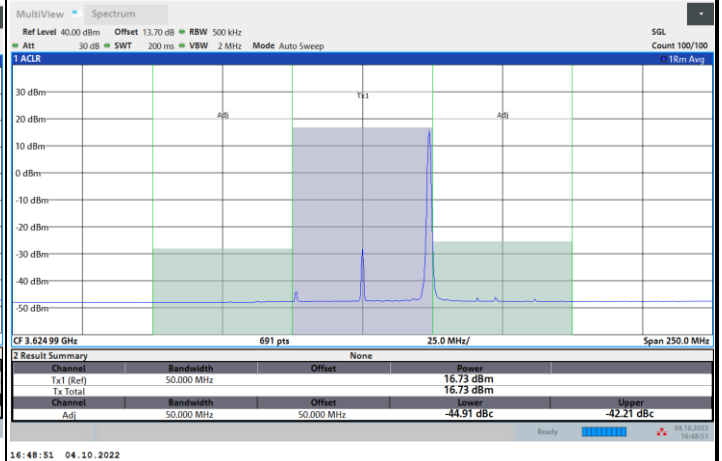 MultiView Spectrum
Ref Level 40.00 dBm Offset 13.70 dB RBW 500 kHz SGL
Att 30 dB SWT 200 ms VBW 2 MHz Mode Auto Sweep Count 100/100
1 ACLR 1Rm Avg
30 dBm
Tx1
20 dBm
Adj Adj
10 dBm
0 dBm
-10 dBm
-20 dBm
-30 dBm
-40 dBm
-50 dBm
CF 3.62499 GHz 691 pts 25.0 MHz/ Span 250.0 MHz
2 Result Summary None
Channel Bandwidth Offset Power
Tx1 (Ref) 50.000 MHz 16.73 dBm
Tx Total 16.73 dBm
Channel Bandwidth Offset Lower Upper
Adj 50.000 MHz 50.000 MHz -44.91 dBc -42.21 dBc
Ready 04.10.2022
16:48:51
16:48:51 04.10.2022